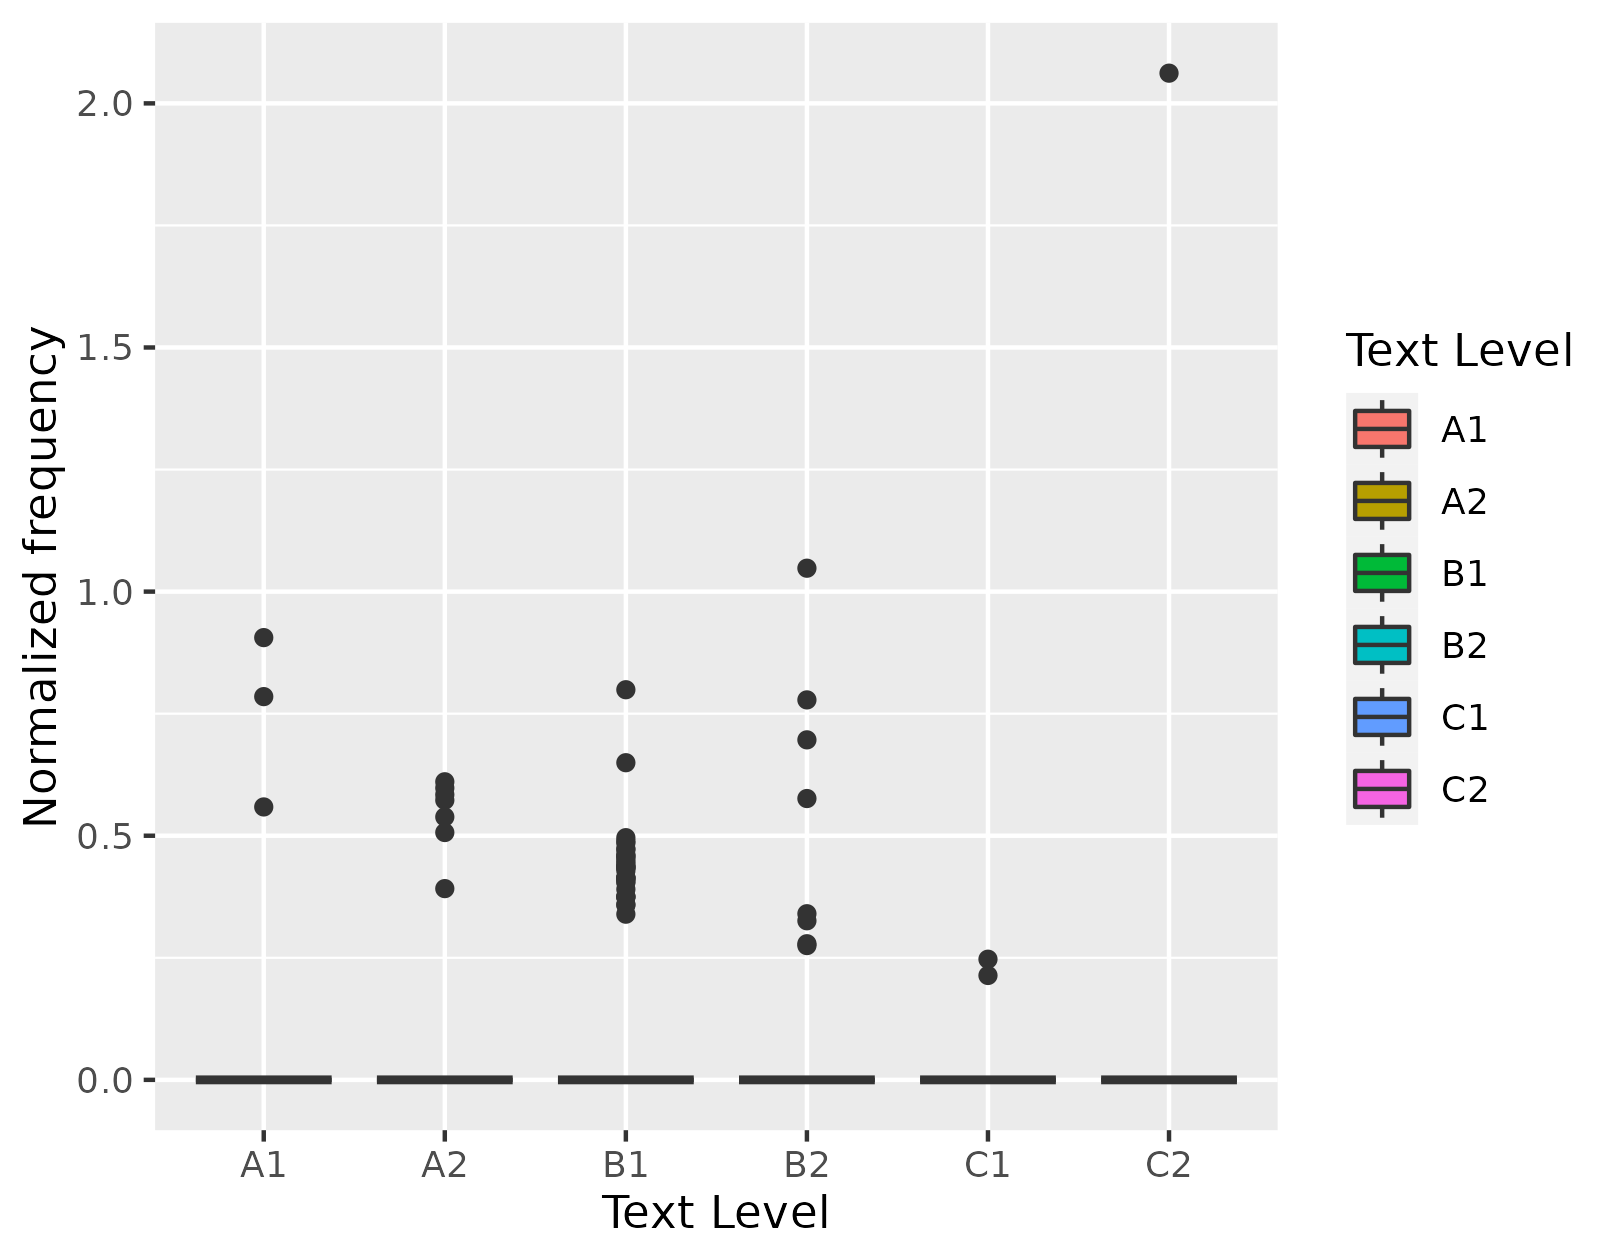 Normalized frequency
2.0
1.5
1.0
0.5
0.0
A1 A2 B1 B2 C1 C2
Text Level
Text Level
A1
A2
B1
B2
C1
C2